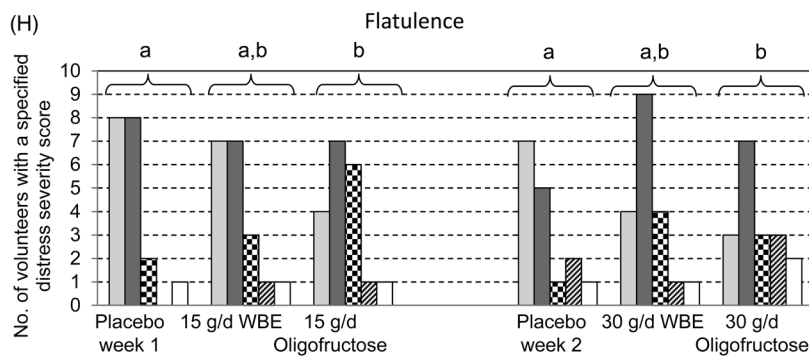 (H)
Flatulence
a a,b b a a,b b
No. of volunteers with a specified
distress severity score
10
9
8
7
6
5
4
3
2
1
0
Placebo 15 g/d WBE 15 g/d Placebo 30 g/d WBE 30 g/d
week 1 Oligofructose week 2 Oligofructose